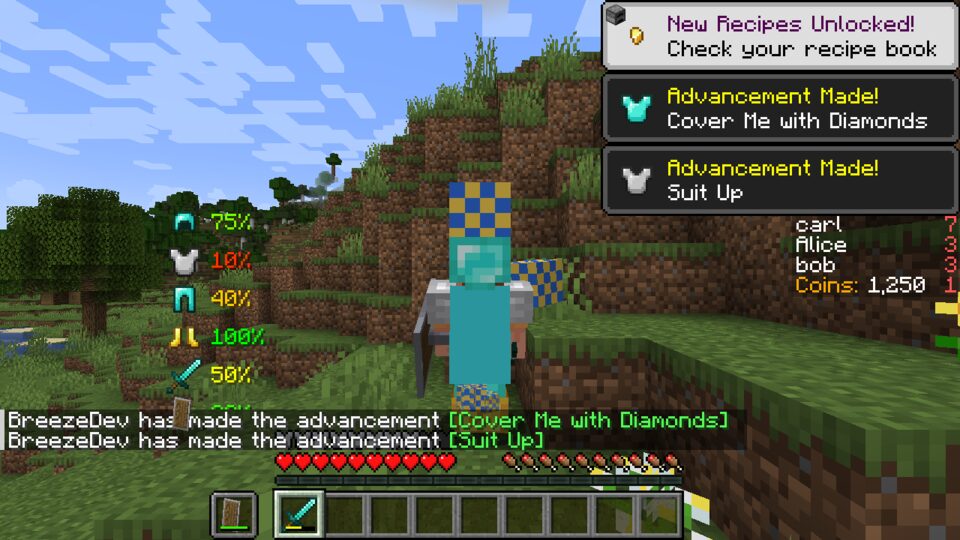 New Recipes Unlocked!
Check your recipe book
Advancement Made!
Cover Me with Diamonds
Advancement Made!
Suit Up
carl 7
Alice 3
bob 3
Coins: 1,250 1
75%
10%
40%
100%
50%
BreezeDev has made the advancement [Cover Me with Diamonds]
BreezeDev has made the advancement [Suit Up]